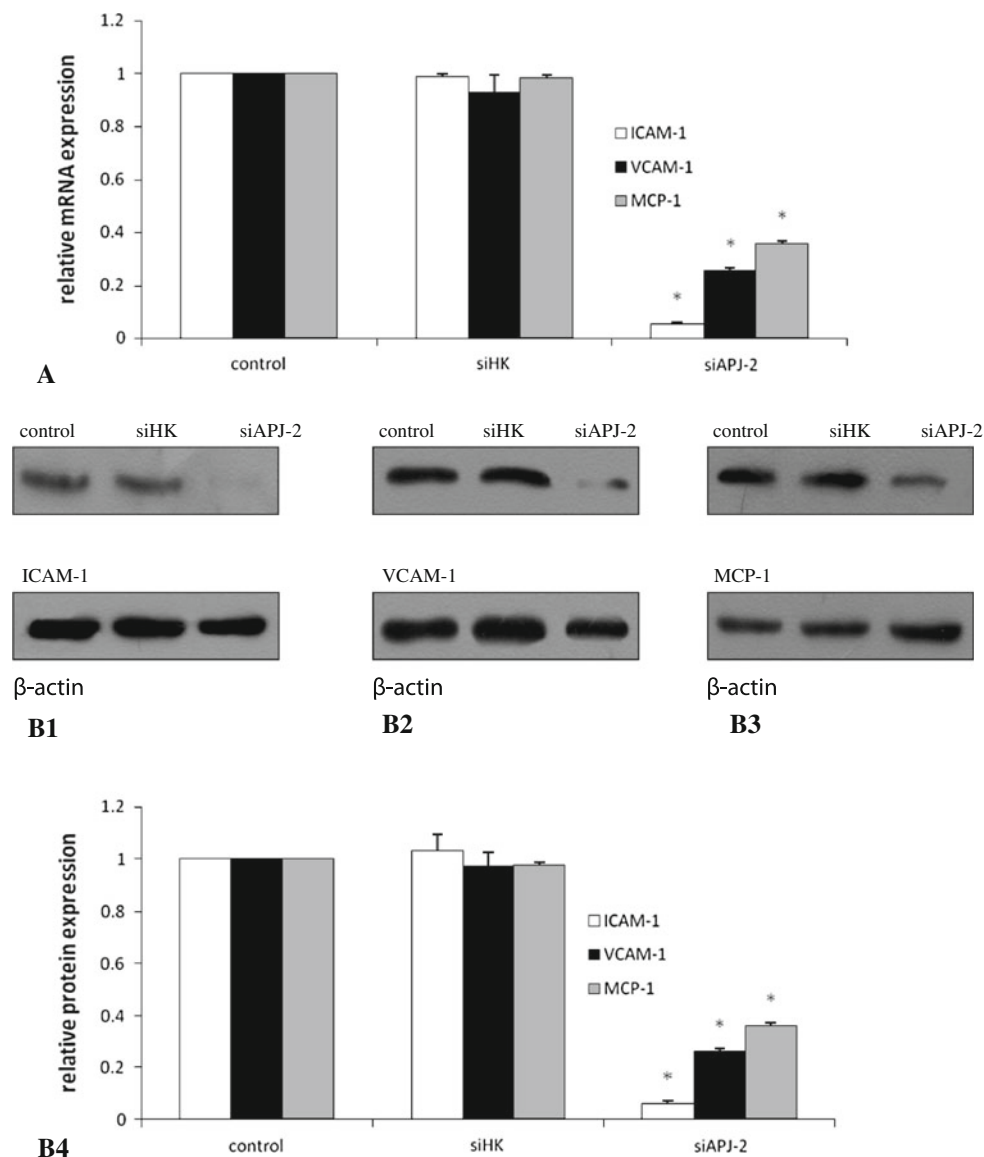 1.2
1
0.8
0.6
0.4
0.2
0
relative mRNA expression
ICAM-1
VCAM-1
MCP-1
*
*
*
control siHK siAPJ-2
A
control siHK siAPJ-2
control siHK siAPJ-2
control siHK siAPJ-2
ICAM-1
VCAM-1
MCP-1
β-actin
β-actin
β-actin
B1
B2
B3
1.2
1
0.8
0.6
0.4
0.2
0
relative protein expression
ICAM-1
VCAM-1
MCP-1
*
*
*
control siHK siAPJ-2
B4